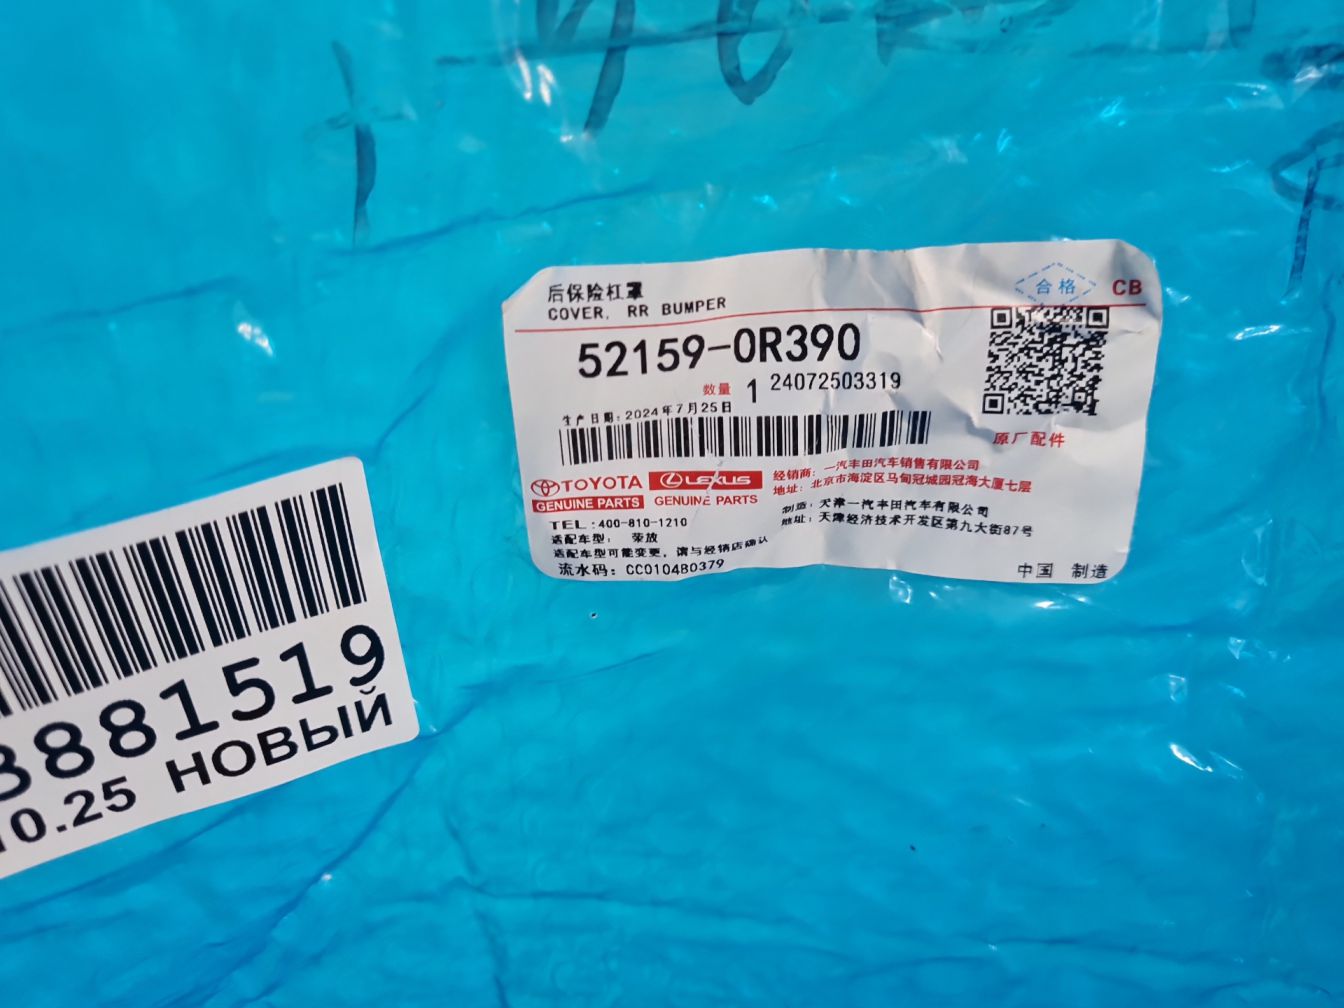 后保险杠罩
COVER, RR BUMPER
合格
CB
52159-0R390
数量 1 24072503319
生产日期: 2024年7月25日
原厂配件
TOYOTA
GENUINE PARTS
LEXUS
GENUINE PARTS
经销商: 一汽丰田汽车销售有限公司
地址: 北京市海淀区马甸冠城园冠海大厦七层
制造: 天津一汽丰田汽车有限公司
地址: 天津经济技术开发区第九大街87号
TEL:400-810-1210
适配车型: 荣放
适配车型可能变更, 请与经销店确认
流水码: CC010480379
中国 制造
8881519
10.25 НОВЫЙ